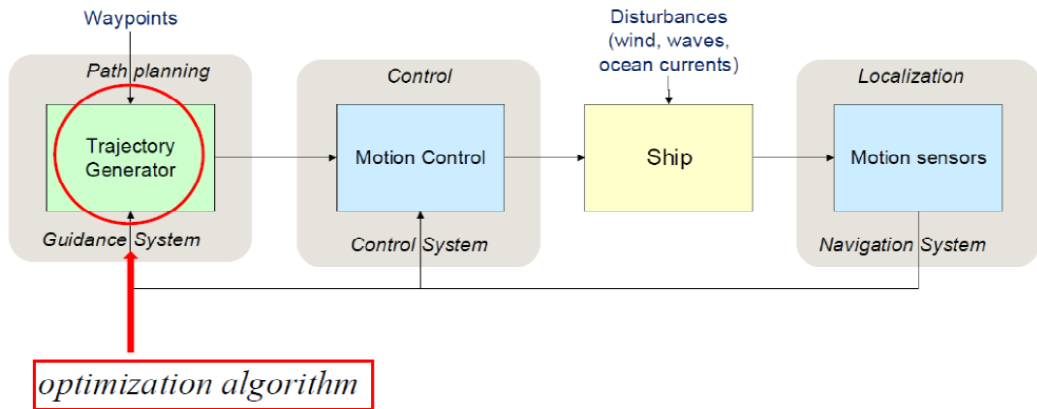 Waypoints
Disturbances
(wind, waves,
ocean currents)
Path planning
Control
Localization
Trajectory
Generator
Motion Control
Ship
Motion sensors
Guidance System
Control System
Navigation System
optimization algorithm